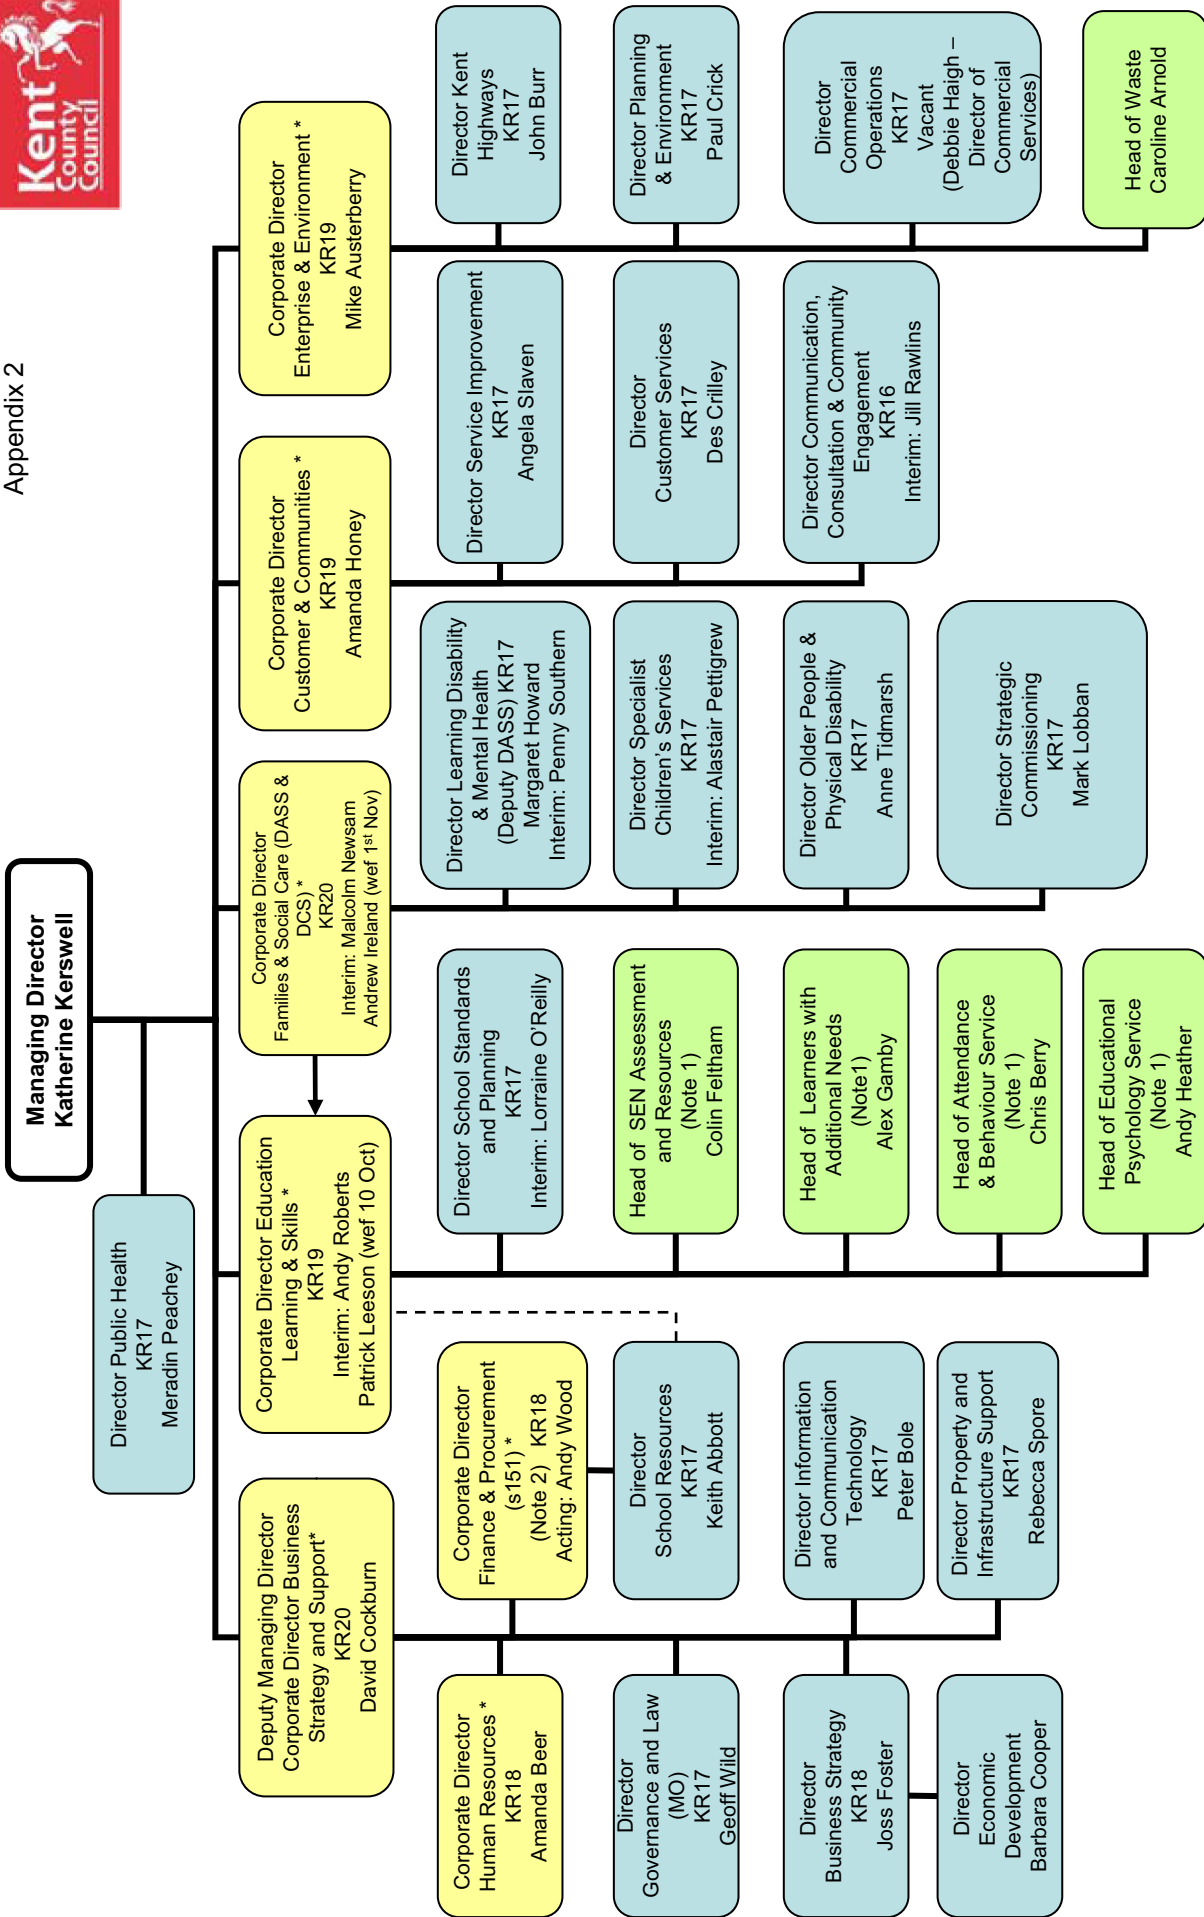 Kent
County
Council
Appendix 2
Managing Director
Katherine Kerswell
Director Public Health
KR17
Meradin Peachey
Deputy Managing Director
Corporate Director Business
Strategy and Support*
KR20
David Cockburn
Corporate Director Education
Learning & Skills *
KR19
Interim: Andy Roberts
Patrick Leeson (wef 10 Oct)
Corporate Director
Families & Social Care (DASS &
DCS) *
KR20
Interim: Malcolm Newsam
Andrew Ireland (wef 1st Nov)
Corporate Director
Customer & Communities *
KR19
Amanda Honey
Corporate Director
Enterprise & Environment *
KR19
Mike Austerberry
Corporate Director
Human Resources *
KR18
Amanda Beer
Corporate Director
Finance & Procurement
(s151) *
(Note 2) KR18
Acting: Andy Wood
Director School Standards
and Planning
KR17
Interim: Lorraine O'Reilly
Director Learning Disability
& Mental Health
(Deputy DASS) KR17
Margaret Howard
Interim: Penny Southern
Director Service Improvement
KR17
Angela Slaven
Director Kent
Highways
KR17
John Burr
Director
Governance and Law
(MO)
KR17
Geoff Wild
Director
School Resources
KR17
Keith Abbott
Head of SEN Assessment
and Resources
(Note 1)
Colin Feltham
Director Specialist
Children's Services
KR17
Interim: Alastair Pettigrew
Director
Customer Services
KR17
Des Crilley
Director Planning
& Environment
KR17
Paul Crick
Director
Business Strategy
KR18
Joss Foster
Director Information
and Communication
Technology
KR17
Peter Bole
Head of Learners with
Additional Needs
(Note1)
Alex Gamby
Director Older People &
Physical Disability
KR17
Anne Tidmarsh
Director Communication,
Consultation & Community
Engagement
KR16
Interim: Jill Rawlins
Director
Commercial
Operations
KR17
Vacant
(Debbie High –
Director of
Commercial
Services)
Director
Economic
Development
Barbara Cooper
Director Property and
Infrastructure Support
KR17
Rebecca Spore
Head of Attendance
& Behaviour Service
(Note 1)
Chris Berry
Director Strategic
Commissioning
KR17
Mark Lobban
Head of Educational
Psychology Service
(Note 1)
Andy Heather
Head of Waste
Caroline Arnold